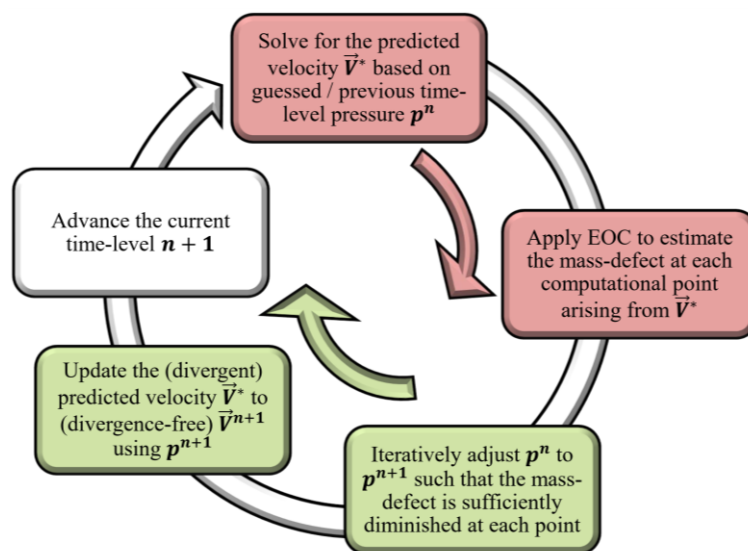 Solve for the predicted
velocity V⃗* based on
guessed / previous time-
level pressure pⁿ
Apply EOC to estimate
the mass-defect at each
computational point
arising from V⃗*
Iteratively adjust pⁿ to
pⁿ⁺¹ such that the mass-
defect is sufficiently
diminished at each point
Update the (divergent)
predicted velocity V⃗* to
(divergence-free) V⃗ⁿ⁺¹
using pⁿ⁺¹
Advance the current
time-level n + 1